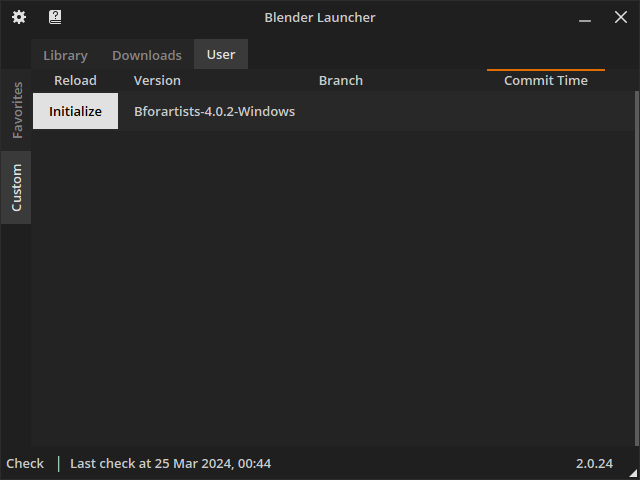 Blender Launcher
Library Downloads User
Reload Version Branch Commit Time
Favorites
Initialize Bforartists-4.0.2-Windows
Custom
Check Last check at 25 Mar 2024, 00:44 2.0.24